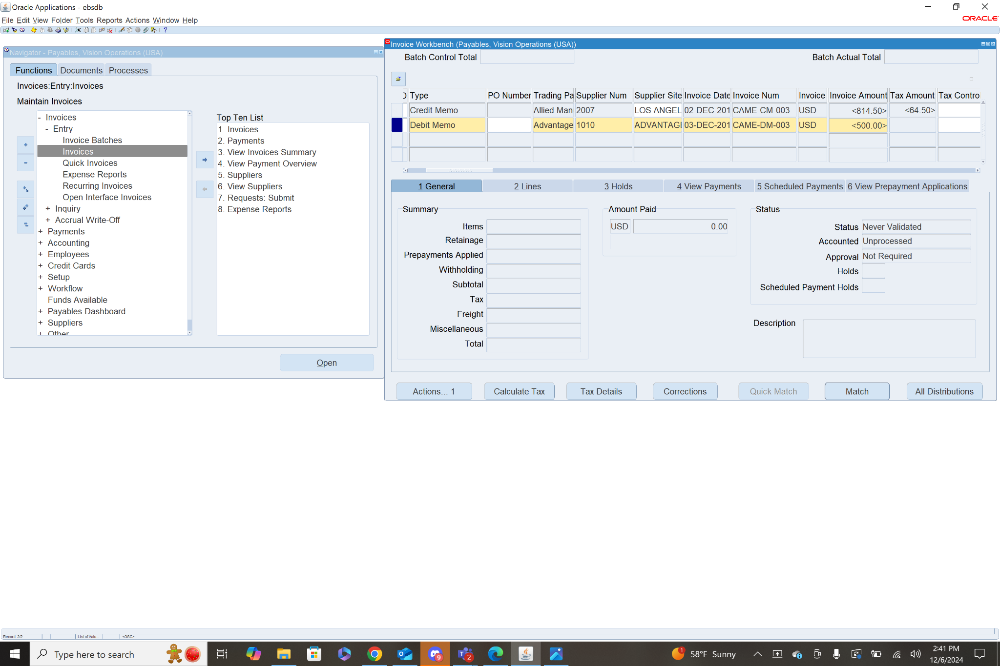 Oracle Applications - ebsdb
File Edit View Folder Tools Reports Actions Window Help
ORACLE
Navigator - Payables, Vision Operations (USA)
Functions Documents Processes
Invoices:Entry:Invoices
Maintain Invoices
- Invoices
- Entry
Invoice Batches
Invoices
Quick Invoices
Expense Reports
Recurring Invoices
Open Interface Invoices
+ Inquiry
+ Accrual Write-Off
+ Payments
+ Accounting
+ Employees
+ Credit Cards
+ Setup
+ Workflow
Funds Available
+ Payables Dashboard
+ Suppliers
+ Other
Top Ten List
1. Invoices
2. Payments
3. View Invoices Summary
4. View Payment Overview
5. Suppliers
6. View Suppliers
7. Requests: Submit
8. Expense Reports
Open
Invoice Workbench (Payables, Vision Operations (USA))
Batch Control Total
Batch Actual Total
Type PO Number Trading Pa Supplier Num Supplier Site Invoice Date Invoice Num Invoice Invoice Amount Tax Amount Tax Contro
Credit Memo Allied Man 2007 LOS ANGEL 02-DEC-201 CAME-CM-003 USD <814.50> <64.50>
Debit Memo Advantage 1010 ADVANTAG 03-DEC-201 CAME-DM-003 USD <500.00>
1 General 2 Lines 3 Holds 4 View Payments 5 Scheduled Payments 6 View Prepayment Applications
Summary
Items
Retainage
Prepayments Applied
Withholding
Subtotal
Tax
Freight
Miscellaneous
Total
Amount Paid
USD 0.00
Status
Status Never Validated
Accounted Unprocessed
Approval Not Required
Holds
Scheduled Payment Holds
Description
Actions... 1 Calculate Tax Tax Details Corrections Quick Match Match All Distributions
Record: 2/2 ... List of Valu... <OSC>
Type here to search
9
2
1
58°F Sunny
2:41 PM
12/6/2024